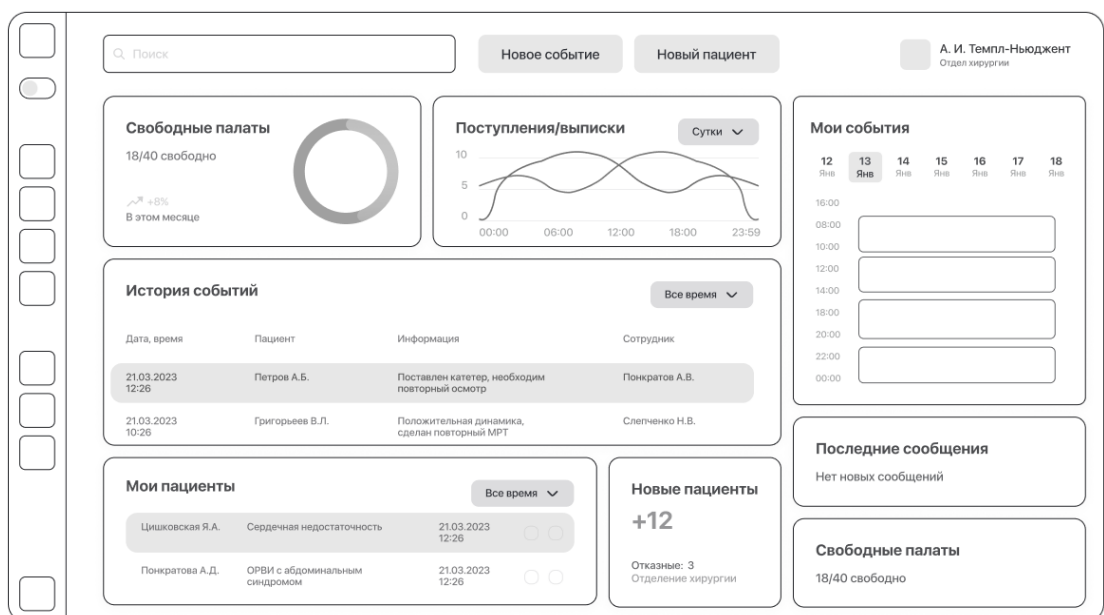 Поиск
Новое событие
Новый пациент
А. И. Темпл-Ньюджент
Отдел хирургии
Свободные палаты
18/40 свободно
+8%
В этом месяце
Поступления/выписки
Сутки
10
5
0
00:00 06:00 12:00 18:00 23:59
Мои события
12 13 14 15 16 17 18
Янв Янв Янв Янв Янв Янв Янв
16:00
08:00
10:00
12:00
14:00
18:00
20:00
22:00
00:00
История событий
Все время
Дата, время Пациент Информация Сотрудник
21.03.2023 Петров А.Б. Поставлен катетер, необходим Понкратов А.В.
12:26 повторный осмотр
21.03.2023 Григорьеев В.Л. Положительная динамика, Слепченко Н.В.
10:26 сделан повторный МРТ
Мои пациенты
Все время
Цишковская Я.А. Сердечная недостаточность 21.03.2023
12:26
Понкратова А.Д. ОРВИ с абдоминальным 21.03.2023
синдромом 12:26
Новые пациенты
+12
Отказные: 3
Отделение хирургии
Последние сообщения
Нет новых сообщений
Свободные палаты
18/40 свободно